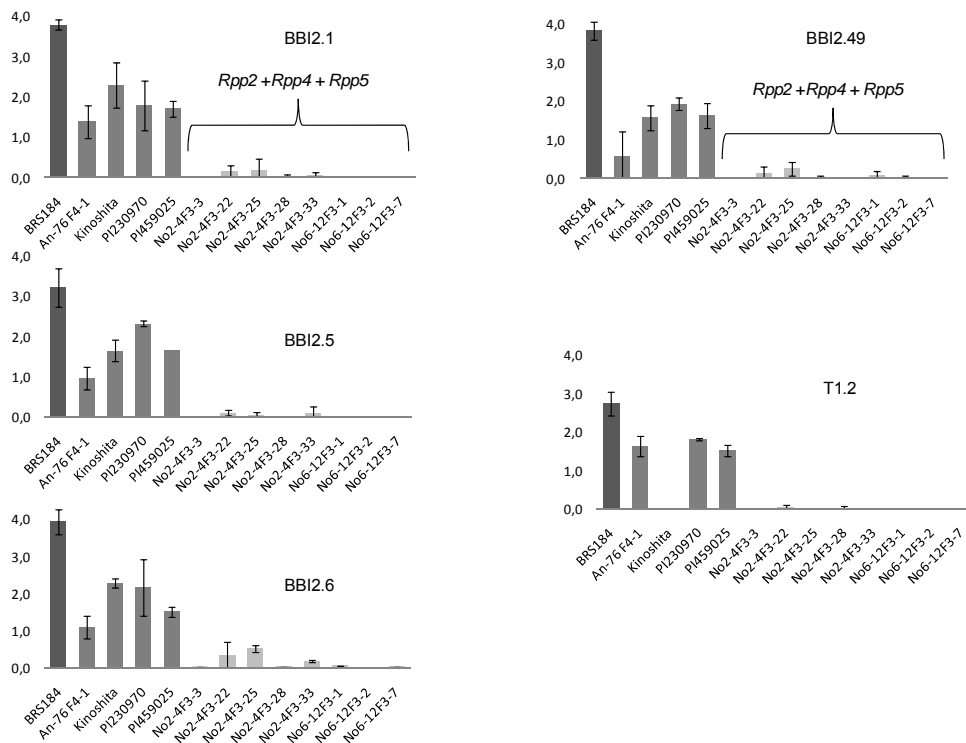 4,0
3,0
2,0
1,0
0,0
BBI2.1
Rpp2 +Rpp4 + Rpp5
BRS184
An-76 F4-1
Kinoshita
PI230970
PI459025
No2-4F3-3
No2-4F3-22
No2-4F3-25
No2-4F3-28
No2-4F3-33
No6-12F3-1
No6-12F3-2
No6-12F3-7
4,0
3,0
2,0
1,0
0,0
BBI2.49
Rpp2 +Rpp4 + Rpp5
BRS184
An-76 F4-1
Kinoshita
PI230970
PI459025
No2-4F3-3
No2-4F3-22
No2-4F3-25
No2-4F3-28
No2-4F3-33
No6-12F3-1
No6-12F3-2
No6-12F3-7
4,0
3,0
2,0
1,0
0,0
BBI2.5
BRS184
An-76 F4-1
Kinoshita
PI230970
PI459025
No2-4F3-3
No2-4F3-22
No2-4F3-25
No2-4F3-28
No2-4F3-33
No6-12F3-1
No6-12F3-2
No6-12F3-7
4,0
3,0
2,0
1,0
0,0
T1.2
BRS184
An-76 F4-1
Kinoshita
PI230970
PI459025
No2-4F3-3
No2-4F3-22
No2-4F3-25
No2-4F3-28
No2-4F3-33
No6-12F3-1
No6-12F3-2
No6-12F3-7
4,0
3,0
2,0
1,0
0,0
BBI2.6
BRS184
An-76 F4-1
Kinoshita
PI230970
PI459025
No2-4F3-3
No2-4F3-22
No2-4F3-25
No2-4F3-28
No2-4F3-33
No6-12F3-1
No6-12F3-2
No6-12F3-7